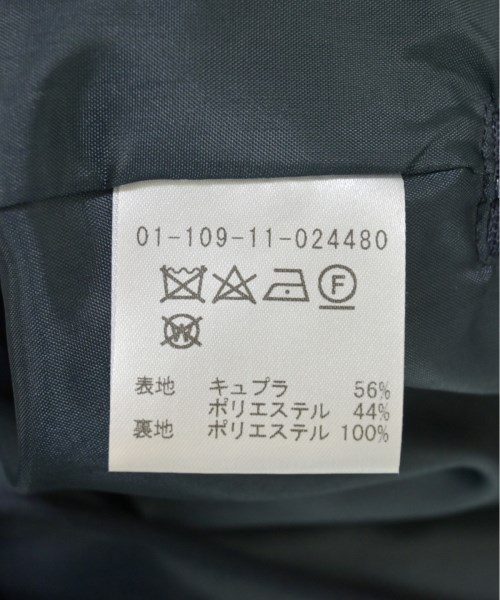 01-109-11-024480
F
W
表地 キュプラ 56%
ポリエステル 44%
裏地 ポリエステル 100%